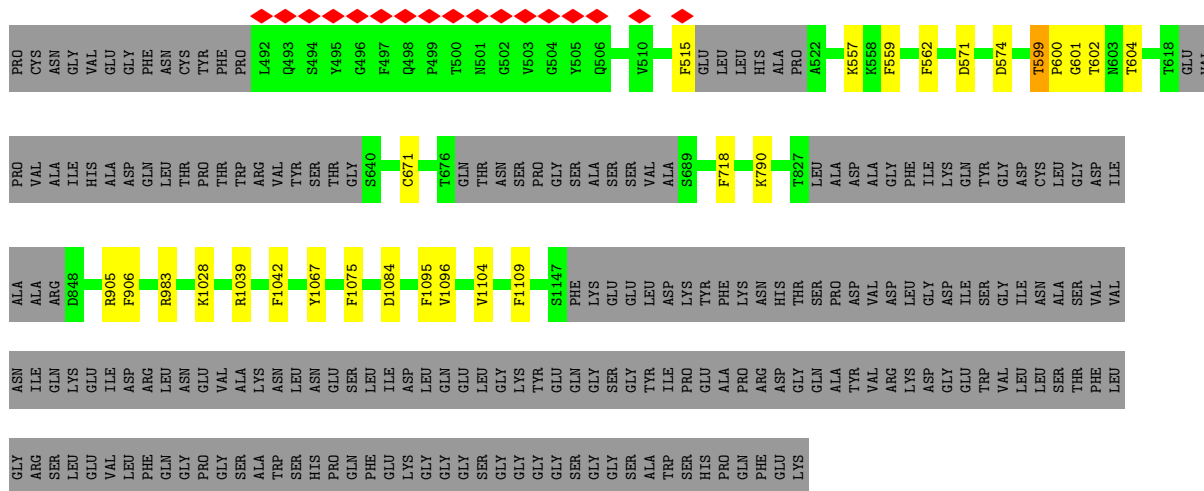 PRO CYS ASN GLY VAL GLU GLY PHE ASN CYS TYR PHE PRO L492 Q493 S494 Y495 G496 F497 Q498 P499 T500 N501 G502 V503 G504 Y505 Q506 V510 F515 GLU LEU LEU HIS ALA PRO A522 K557 K558 F559 F562 D571 D574 T599 P600 G601 T602 N603 T604 T618 GLU VAL
PRO VAL ALA ILE HIS ALA ASP GLN LEU THR PRO THR TRP ARG VAL TYR SER THR GLY S640 C671 T676 GLN THR ASN SER PRO GLY SER ALA SER SER VAL ALA S689 F718 K790 T827 LEU ALA ASP ALA GLY PHE ILE LYS GLN TYR GLY ASP CYS LEU GLY ASP ILE
ALA ALA ARG D848 R905 F906 R983 K1028 R1039 F1042 Y1067 F1075 D1084 F1095 V1096 V1104 F1109 S1147 PHE LYS GLU GLU LEU ASP LYS TYR PHE LYS ASN HIS THR SER PRO ASP VAL ASP LEU GLY ASP ILE SER GLY ILE ASN ALA SER VAL VAL
ASN ILE GLN LYS GLU ILE ASP ARG LEU ASN GLU VAL ALA LYS ASN LEU ASN GLU SER LEU ILE ASP LEU GLN GLU LEU GLY LYS TYR GLU GLN GLY SER GLY TYR ILE PRO GLU ALA PRO ARG ASP GLY GLN ALA TYR VAL ARG LYS ASP GLY GLU TRP VAL LEU LEU SER THR PHE LEU
GLY ARG SER LEU GLU VAL LEU PHE GLN GLY PRO GLY SER ALA TRP SER HIS PRO GLN PHE GLU LYS GLY GLY GLY SER GLY GLY GLY GLY SER GLY GLY SER ALA TRP SER HIS PRO GLN PHE GLU LYS